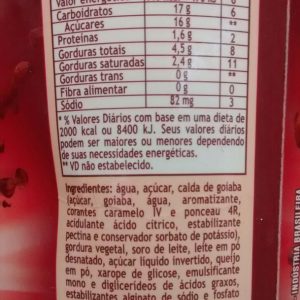 Carboidratos 17 g 6
Açúcares 16 g **
Proteínas 1,6 g 2
Gorduras totais 4,5 g 8
Gorduras saturadas 2,4 g 11
Gorduras trans 0 g **
Fibra alimentar 0 g 0
Sódio 82 mg 3
* % Valores Diários com base em uma dieta de
2000 kcal ou 8400 kJ. Seus valores diários
podem ser maiores ou menores dependendo
de suas necessidades energéticas.
** VD não estabelecido.
Ingredientes: água, açúcar, calda de goiaba
(açúcar, goiaba, água, aromatizante,
corantes caramelo IV e ponceau 4R,
acidulante ácido cítrico, estabilizante
pectina e conservador sorbato de potássio),
gordura vegetal, soro de leite, leite em pó
desnatado, açúcar líquido invertido, queijo
em pó, xarope de glicose, emulsificante
mono e diglicerídeos de ácidos graxos,
estabilizantes alginato de sódio e fosfato
INDÚSTRIA BRASILEIRA